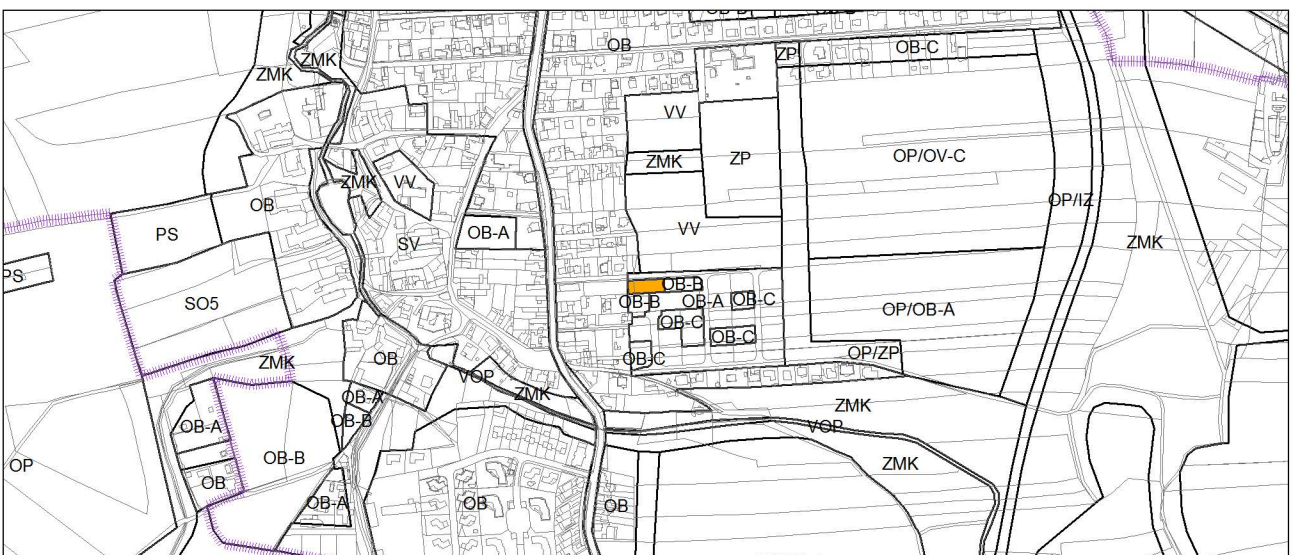 OB
ZP
OB-C
ZMK
ZMK
VV
ZMK
ZP
OP/OV-C
ZMK
VV
OP/IZ
OB
PS
SV
OB-A
VV
ZMK
PS
SO5
OB-B
OB-B
OB-A
OB-C
OP/OB-A
OB-C
OB-C
OB-C
OP/ZP
ZMK
OB
VOP
ZMK
OB-A
ZMK
OB-B
VOP
OB-A
OB-B
ZMK
OP
OB
OB-A
OB
OB